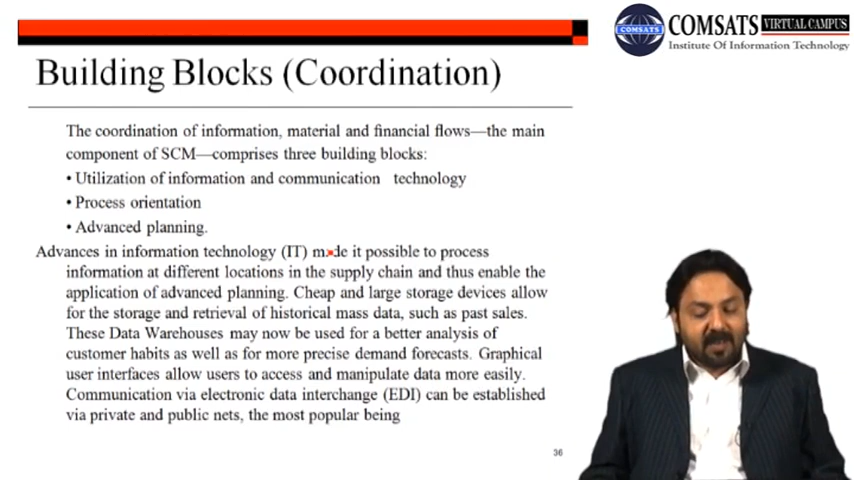 COMSATS VIRTUAL CAMPUS
COMSATS
Institute Of Information Technology
Building Blocks (Coordination)
The coordination of information, material and financial flows—the main
component of SCM—comprises three building blocks:
• Utilization of information and communication technology
• Process orientation
• Advanced planning.
Advances in information technology (IT) made it possible to process
information at different locations in the supply chain and thus enable the
application of advanced planning. Cheap and large storage devices allow
for the storage and retrieval of historical mass data, such as past sales.
These Data Warehouses may now be used for a better analysis of
customer habits as well as for more precise demand forecasts. Graphical
user interfaces allow users to access and manipulate data more easily.
Communication via electronic data interchange (EDI) can be established
via private and public nets, the most popular being
36